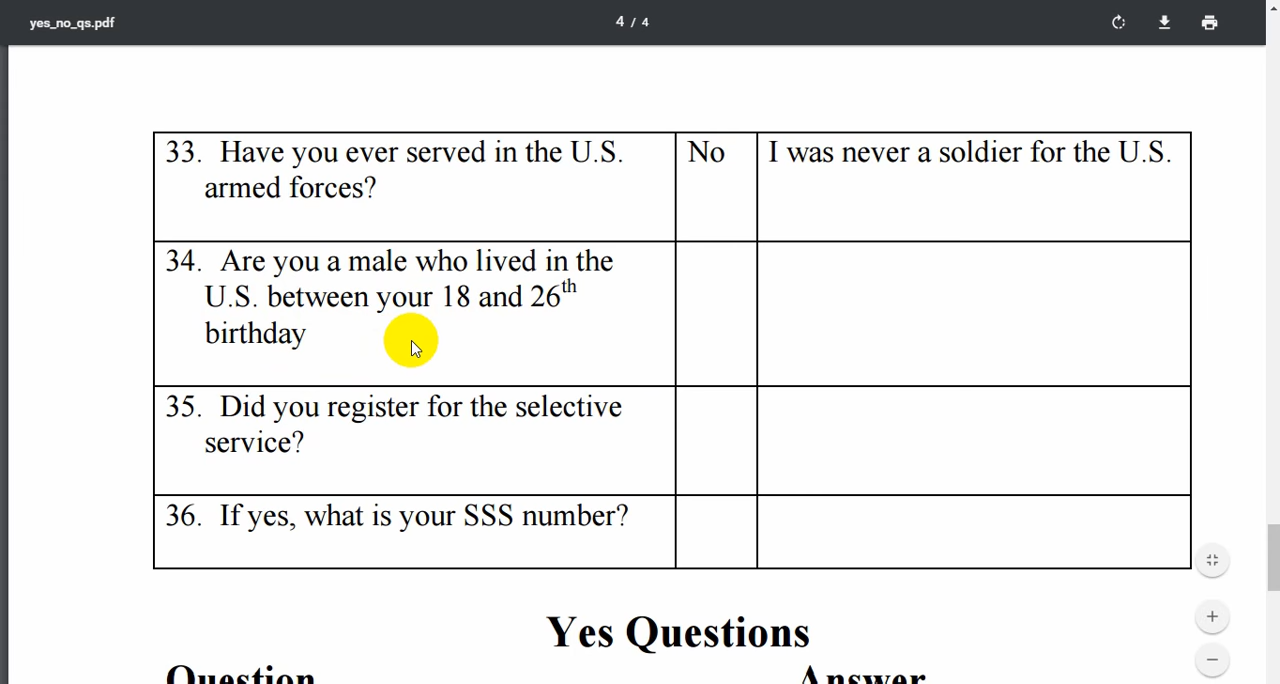 yes_no_qs.pdf
4 / 4
33. Have you ever served in the U.S.
armed forces?
No
I was never a soldier for the U.S.
34. Are you a male who lived in the
U.S. between your 18 and 26th
birthday
35. Did you register for the selective
service?
36. If yes, what is your SSS number?
Yes Questions
Question
Answer